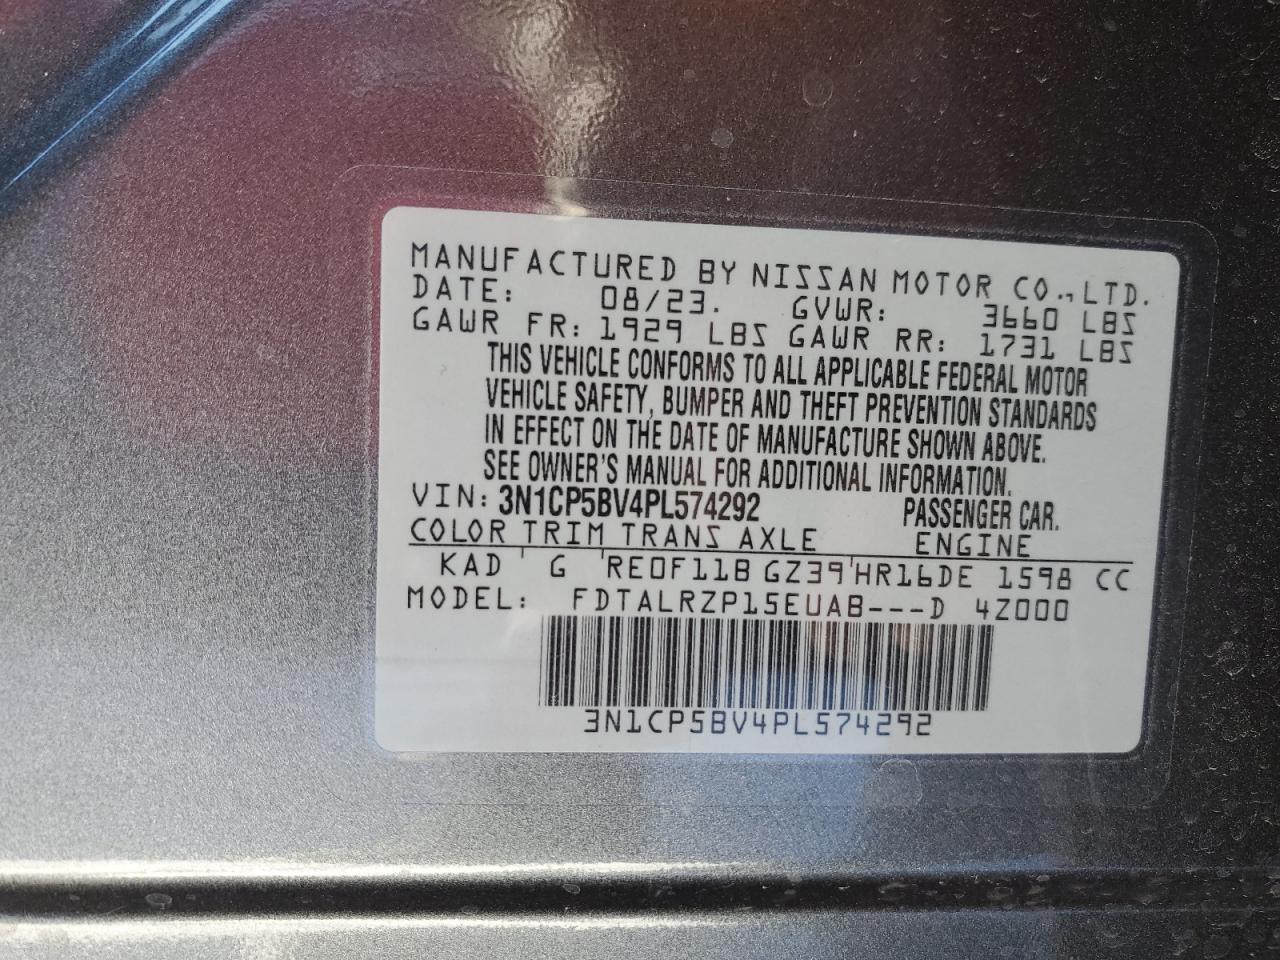 MANUFACTURED BY NISSAN MOTOR CO., LTD.
DATE: 08/23. GVWR: 3660 LBS
GAWR FR: 1929 LBS GAWR RR: 1731 LBS
THIS VEHICLE CONFORMS TO ALL APPLICABLE FEDERAL MOTOR
VEHICLE SAFETY, BUMPER AND THEFT PREVENTION STANDARDS
IN EFFECT ON THE DATE OF MANUFACTURE SHOWN ABOVE.
SEE OWNER'S MANUAL FOR ADDITIONAL INFORMATION.
VIN: 3N1CP5BV4PL574292 PASSENGER CAR.
COLOR TRIM TRANS AXLE ENGINE
KAD G RE0F11B GZ39 HR16DE 1598 CC
MODEL: FDTALRZP15EUAB---D 4Z000
3N1CP5BV4PL574292